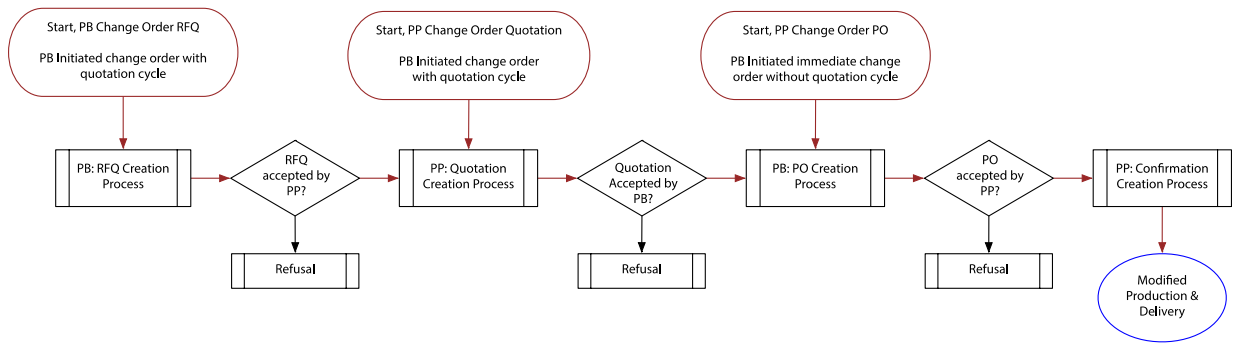 Start, PB Change Order RFQ
PB Initiated change order with
quotation cycle
Start, PP Change Order Quotation
PB Initiated change order
with quotation cycle
Start, PP Change Order PO
PB Initiated immediate change
order without quotation cycle
PB: RFQ Creation
Process
RFQ
accepted by
PP?
PP: Quotation
Creation Process
Quotation
Accepted by
PB?
PB: PO Creation
Process
PO
accepted by
PP?
PP: Confirmation
Creation Process
Refusal
Refusal
Refusal
Modified
Production &
Delivery